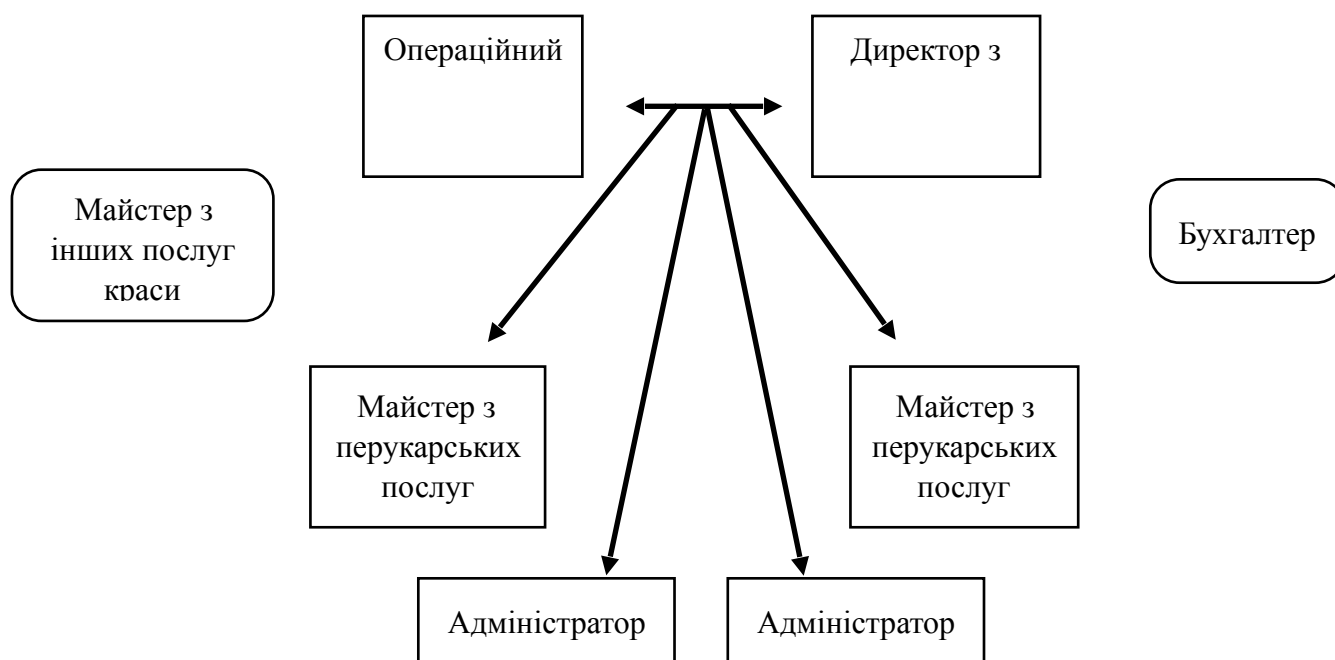 Операційний
Директор з
Майстер з
інших послуг
краси
Бухгалтер
Майстер з
перукарських
послуг
Майстер з
перукарських
послуг
Адміністратор
Адміністратор